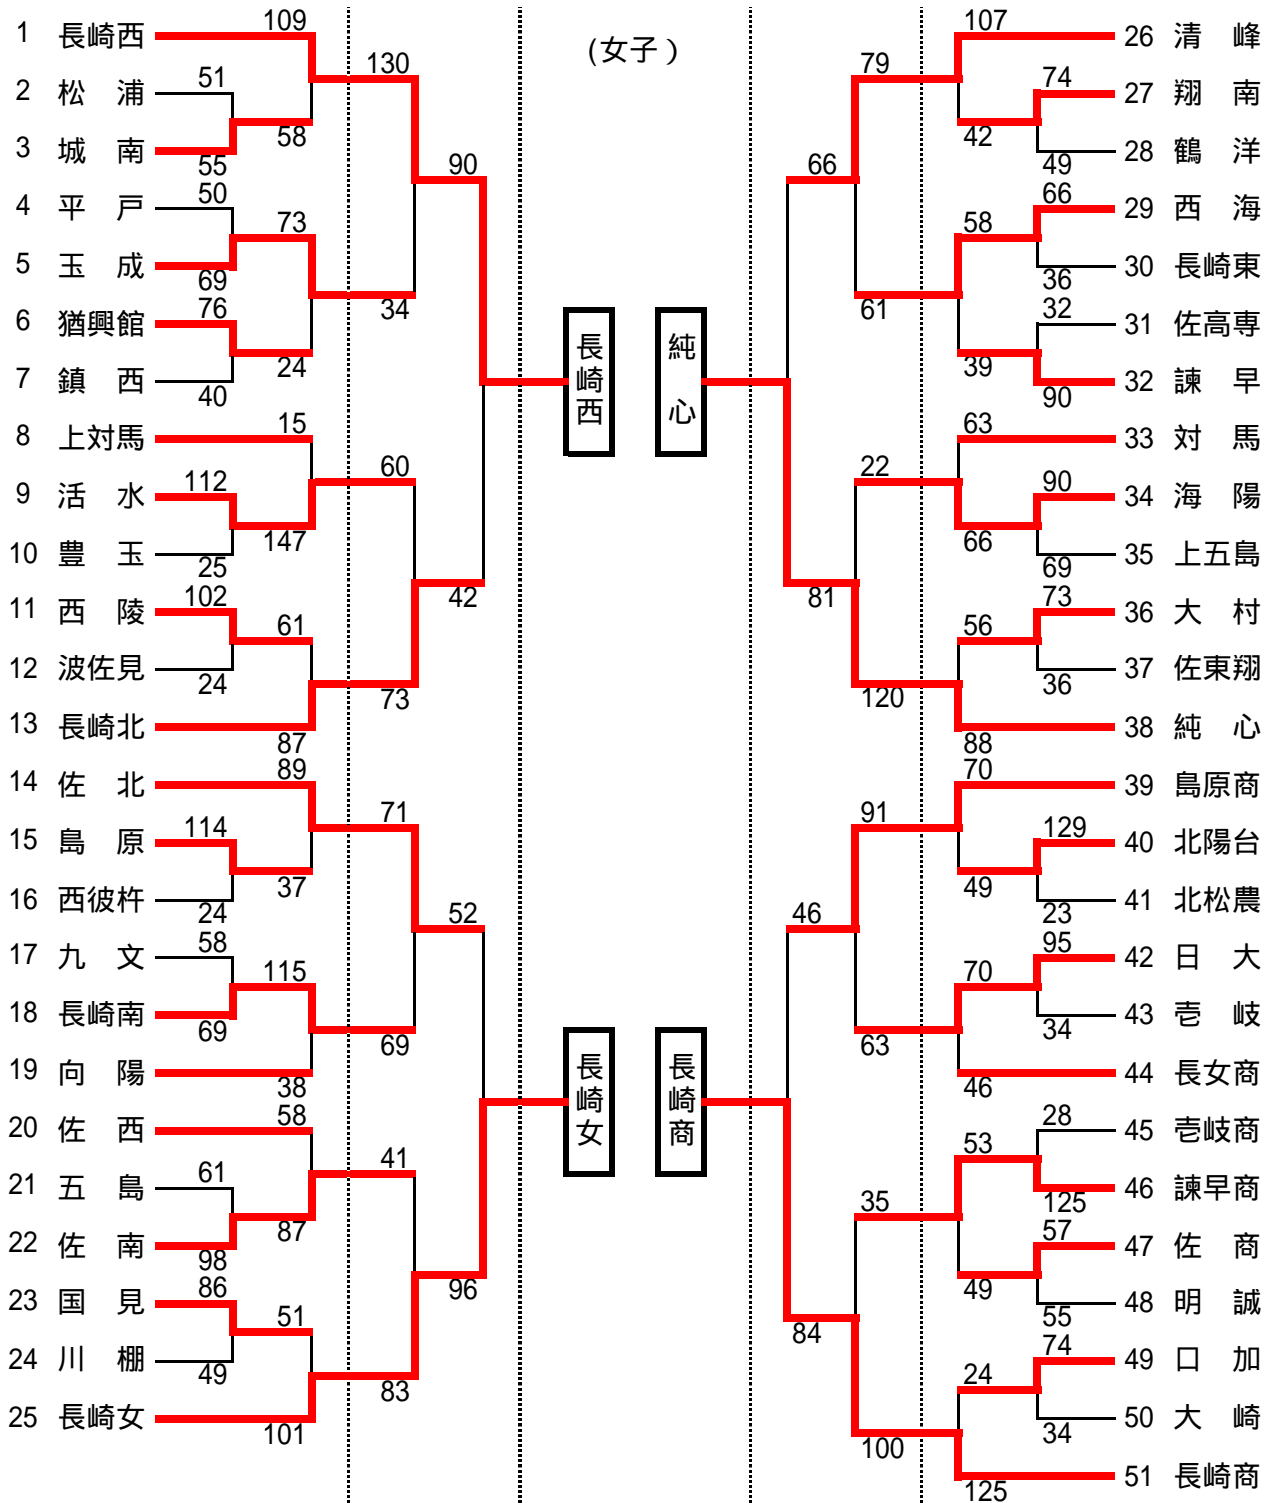 (女子)
1 長崎西 109
2 松浦 51
3 城南 55
58
130
4 平戸 50
5 玉成 69
73
6 猶興館 76
7 鎮西 40
24
34
90
8 上対馬 15
9 活水 112
10 豊玉 25
147
60
11 西陵 102
12 波佐見 24
61
13 長崎北 87
73
42
長崎西
14 佐北 89
15 島原 114
16 西彼杵 24
37
71
17 九文 58
18 長崎南 69
115
19 向陽 38
69
52
20 佐西 58
21 五島 61
22 佐南 98
87
41
23 国見 86
24 川棚 49
51
25 長崎女 101
83
96
長崎女
107 26 清峰
74 27 翔南
49 28 鶴洋
42
79
66 29 西海
36 30 長崎東
58
32 31 佐高専
90 32 諫早
39
61
66
63 33 対馬
90 34 海陽
69 35 上五島
66
22
73 36 大村
36 37 佐東翔
56
88 38 純心
120
81
純心
70 39 島原商
129 40 北陽台
23 41 北松農
49
91
95 42 日大
34 43 壱岐
70
46 44 長女商
63
46
28 45 壱岐商
125 46 諫早商
53
57 47 佐商
55 48 明誠
49
35
74 49 口加
34 50 大崎
24
125 51 長崎商
100
84
長崎商